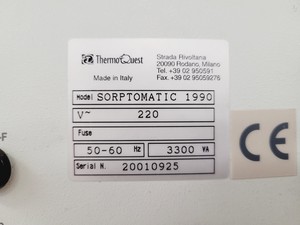 ThermoQuest
Made in Italy
Strada Rivoltana
20090 Rodano, Milano
Tel. +39 02 950591
Fax. +39 02 95059276
Model SORPTOMATIC 1990
V~ 220
Fuse
50-60 Hz 3300 VA
Serial N. 20010925
CE
F